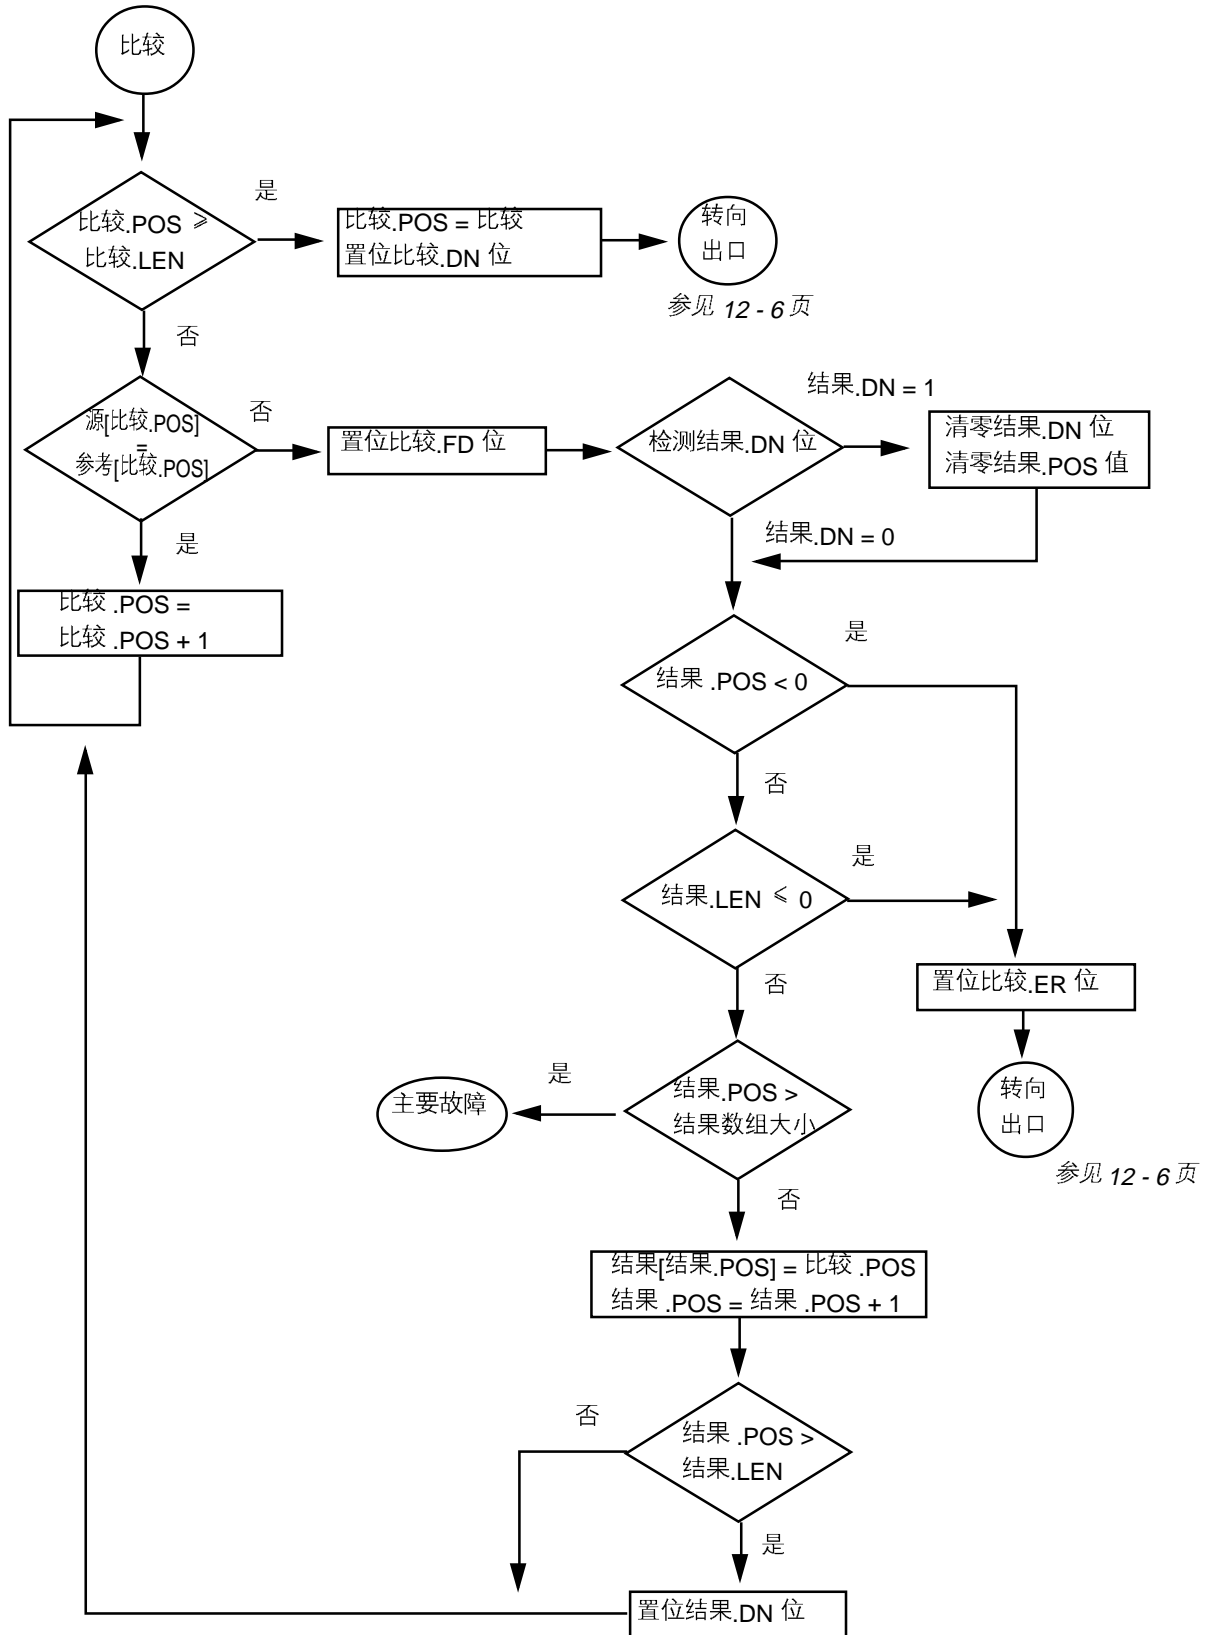 比较
比较.POS ≥
比较.LEN
是
比较.POS = 比较
置位比较.DN 位
转向
出口
参见 12 - 6 页
否
源[比较.POS]
=
参考[比较.POS]
否
置位比较.FD 位
检测结果.DN 位
结果.DN = 1
清零结果.DN 位
清零结果.POS 值
是
结果.DN = 0
比较 .POS =
比较 .POS + 1
结果 .POS < 0
是
否
结果.LEN ≤ 0
是
否
置位比较.ER 位
转向
出口
参见 12 - 6 页
结果.POS >
结果数组大小
是
主要故障
否
结果[结果.POS] = 比较 .POS
结果 .POS = 结果 .POS + 1
结果 .POS >
结果.LEN
否
是
置位结果.DN 位